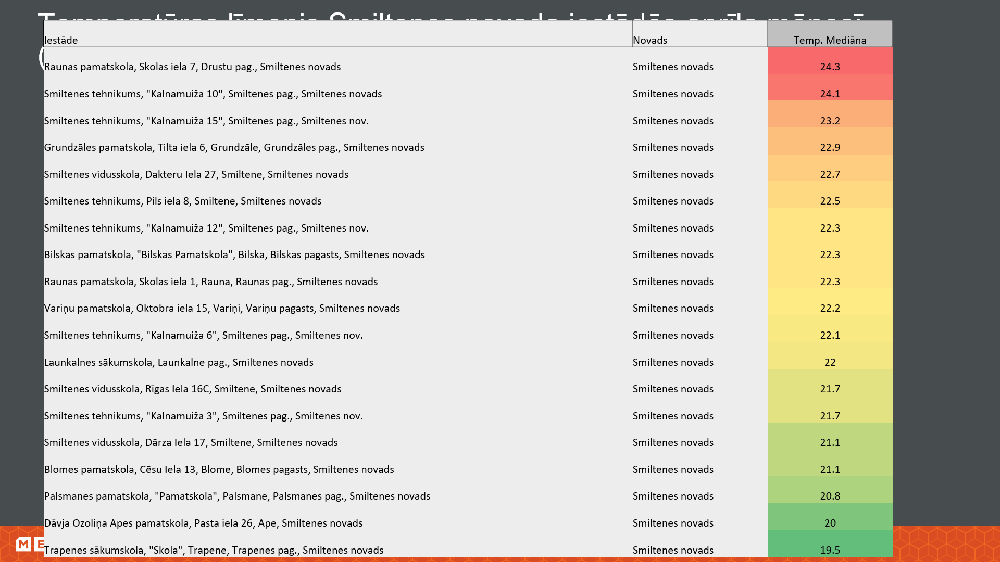 Temperatūras līmenis Smiltenes novada iestādēs aprīļa mēnesī
(
Iestāde Novads Temp. Mediāna
Raunas pamatskola, Skolas iela 7, Drustu pag., Smiltenes novads Smiltenes novads 24.3
Smiltenes tehnikums, "Kalnamuiža 10", Smiltenes pag., Smiltenes novads Smiltenes novads 24.1
Smiltenes tehnikums, "Kalnamuiža 15", Smiltenes pag., Smiltenes nov. Smiltenes novads 23.2
Grundzāles pamatskola, Tilta iela 6, Grundzāle, Grundzāles pag., Smiltenes novads Smiltenes novads 22.9
Smiltenes vidusskola, Dakteru Iela 27, Smiltene, Smiltenes novads Smiltenes novads 22.7
Smiltenes tehnikums, Pils iela 8, Smiltene, Smiltenes novads Smiltenes novads 22.5
Smiltenes tehnikums, "Kalnamuiža 12", Smiltenes pag., Smiltenes nov. Smiltenes novads 22.3
Bilskas pamatskola, "Bilskas Pamatskola", Bilska, Bilskas pagasts, Smiltenes novads Smiltenes novads 22.3
Raunas pamatskola, Skolas iela 1, Rauna, Raunas pag., Smiltenes novads Smiltenes novads 22.3
Variņu pamatskola, Oktobra iela 15, Variņi, Variņu pagasts, Smiltenes novads Smiltenes novads 22.2
Smiltenes tehnikums, "Kalnamuiža 6", Smiltenes pag., Smiltenes nov. Smiltenes novads 22.1
Launkalnes sākumskola, Launkalne pag., Smiltenes novads Smiltenes novads 22
Smiltenes vidusskola, Rīgas Iela 16C, Smiltene, Smiltenes novads Smiltenes novads 21.7
Smiltenes tehnikums, "Kalnamuiža 3", Smiltenes pag., Smiltenes nov. Smiltenes novads 21.7
Smiltenes vidusskola, Dārza Iela 17, Smiltene, Smiltenes novads Smiltenes novads 21.1
Blomes pamatskola, Cēsu Iela 13, Blome, Blomes pagasts, Smiltenes novads Smiltenes novads 21.1
Palsmanes pamatskola, "Pamatskola", Palsmane, Palsmanes pag., Smiltenes novads Smiltenes novads 20.8
Dāvja Ozoliņa Apes pamatskola, Pasta iela 26, Ape, Smiltenes novads Smiltenes novads 20
ME
Trapenes sākumskola, "Skola", Trapene, Trapenes pag., Smiltenes novads Smiltenes novads 19.5